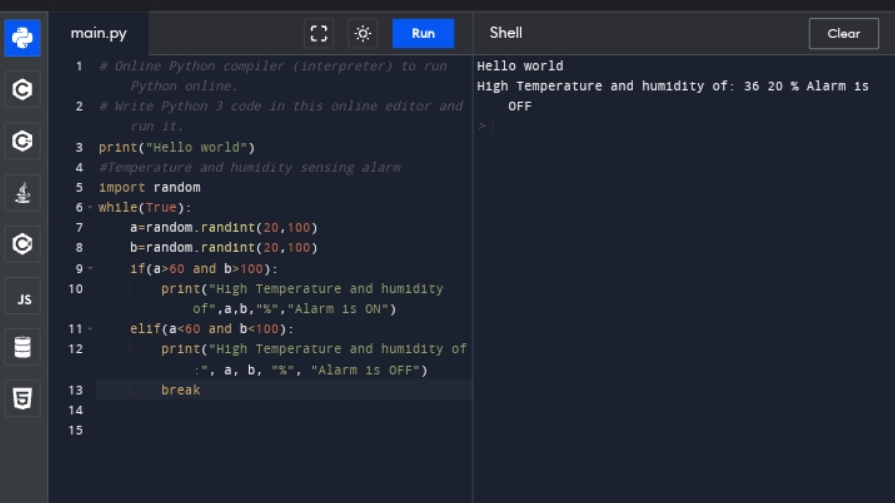 main.py
Run
Shell
Clear
1 # Online Python compiler (interpreter) to run
Python online.
2 # Write Python 3 code in this online editor and
run it.
3 print("Hello world")
4 #Temperature and humidity sensing alarm
5 import random
6 while(True):
7 a=random.randint(20,100)
8 b=random.randint(20,100)
9 if(a>60 and b>100):
10 print("High Temperature and humidity
of",a,b,"%","Alarm is ON")
11 elif(a<60 and b<100):
12 print("High Temperature and humidity of
:", a, b, "%", "Alarm is OFF")
13 break
14
15
Hello world
High Temperature and humidity of: 36 20 % Alarm is
OFF
>
JS